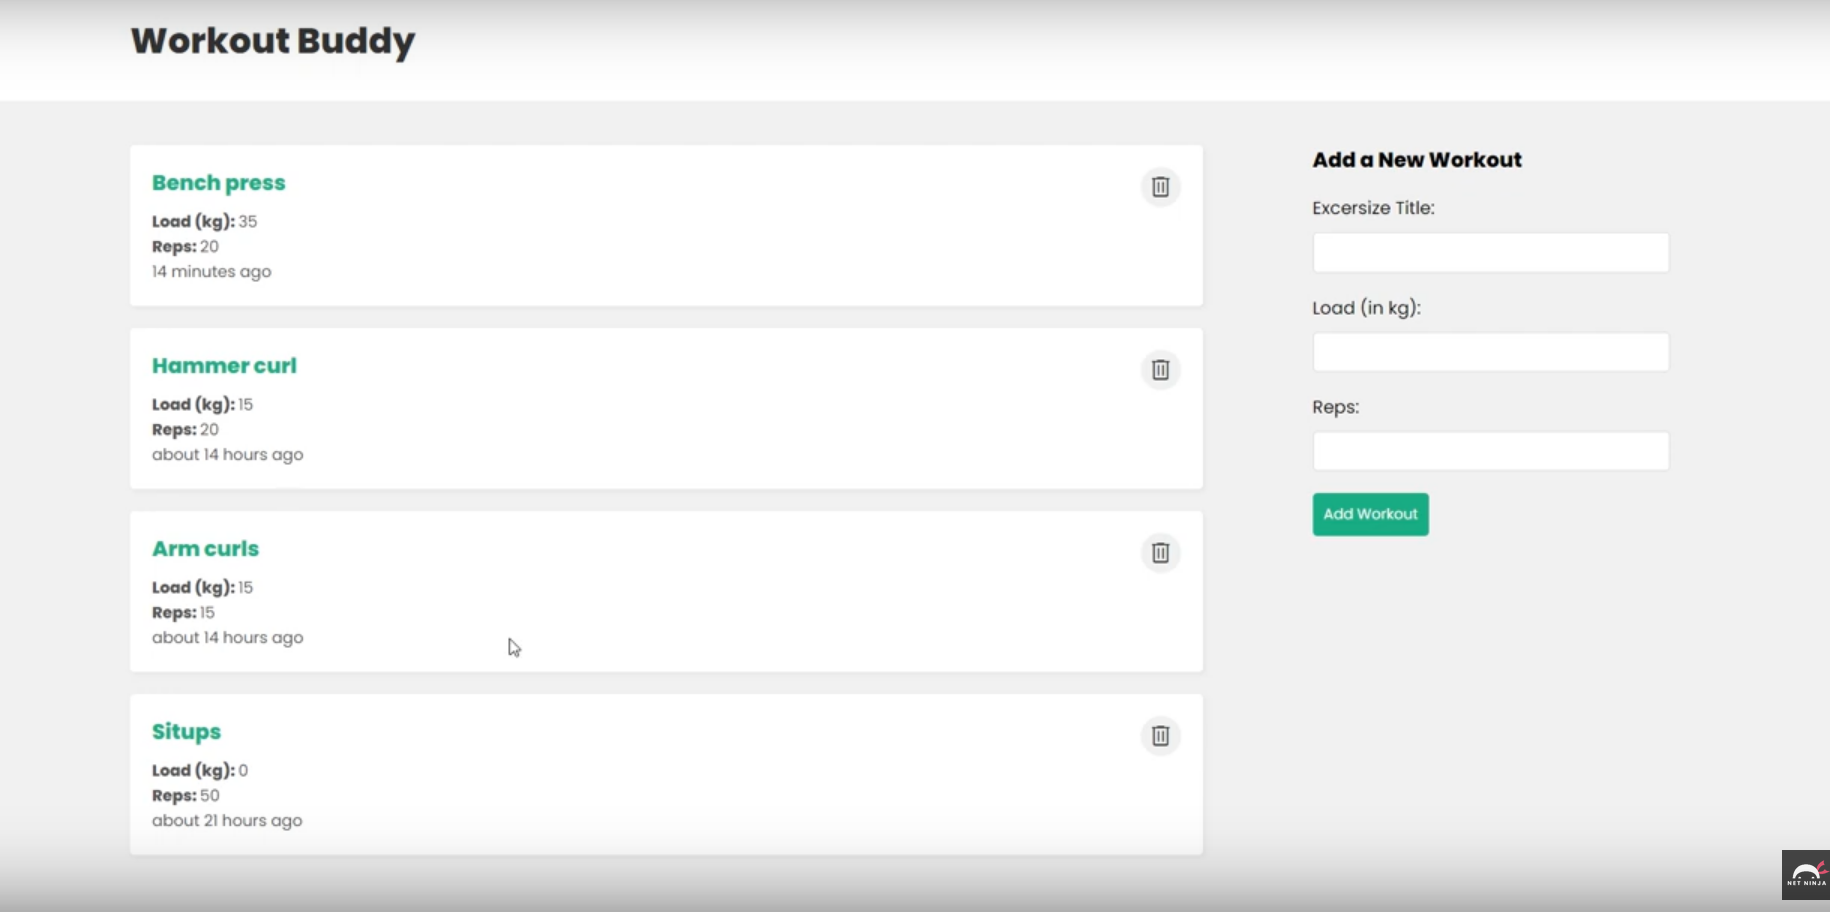 Workout Buddy
Bench press
Load (kg): 35
Reps: 20
14 minutes ago
Hammer curl
Load (kg): 15
Reps: 20
about 14 hours ago
Arm curls
Load (kg): 15
Reps: 15
about 14 hours ago
Situps
Load (kg): 0
Reps: 50
about 21 hours ago
Add a New Workout
Excersize Title:
Load (in kg):
Reps:
Add Workout
NET NINJA